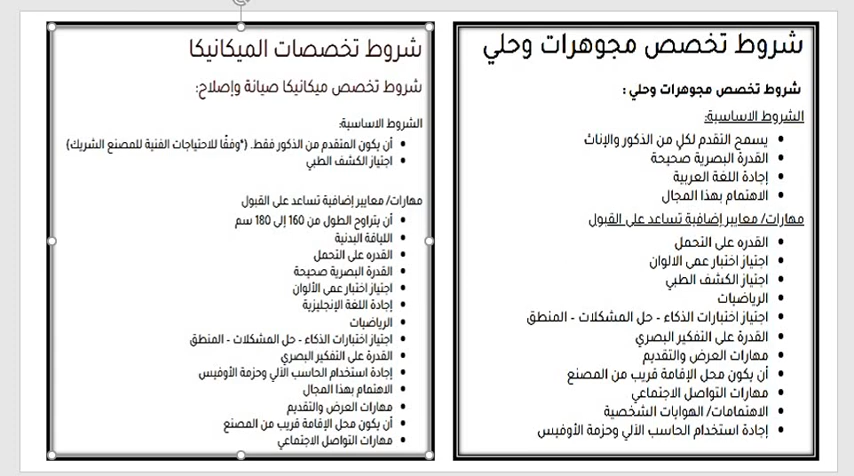 شروط تخصص مجوهرات وحلي
شروط تخصص مجوهرات وحلي :
الشروط الاساسية:
• يسمح التقدم لكل من الذكور والإناث
• القدرة البصرية صحيحة
• إجادة اللغة العربية
• الاهتمام بهذا المجال
مهارات/ معايير إضافية تساعد على القبول
• القدره على التحمل
• اجتياز اختبار عمى الالوان
• اجتياز الكشف الطبي
• الرياضيات
• اجتياز اختبارات الذكاء - حل المشكلات - المنطق
• القدرة على التفكير البصري
• مهارات العرض والتقديم
• أن يكون محل الإقامة قريب من المصنع
• مهارات التواصل الاجتماعي
• الاهتمامات/ الهوايات الشخصية
• إجادة استخدام الحاسب الآلي وحزمة الأوفيس
شروط تخصصات الميكانيكا
شروط تخصص ميكانيكا صيانة وإصلاح:
الشروط الاساسية:
• أن يكون المتقدم من الذكور فقط. (*وفقًا للاحتياجات الفنية للمصنع الشريك)
• اجتياز الكشف الطبي
مهارات/ معايير إضافية تساعد على القبول
• أن يتراوح الطول من 160 إلى 180 سم
• اللياقة البدنية
• القدره على التحمل
• القدرة البصرية صحيحة
• اجتياز اختبار عمى الألوان
• إجادة اللغة الإنجليزية
• الرياضيات
• اجتياز اختبارات الذكاء - حل المشكلات - المنطق
• القدرة على التفكير البصري
• إجادة استخدام الحاسب الآلي وحزمة الأوفيس
• الاهتمام بهذا المجال
• مهارات العرض والتقديم
• أن يكون محل الإقامة قريب من المصنع
• مهارات التواصل الاجتماعي